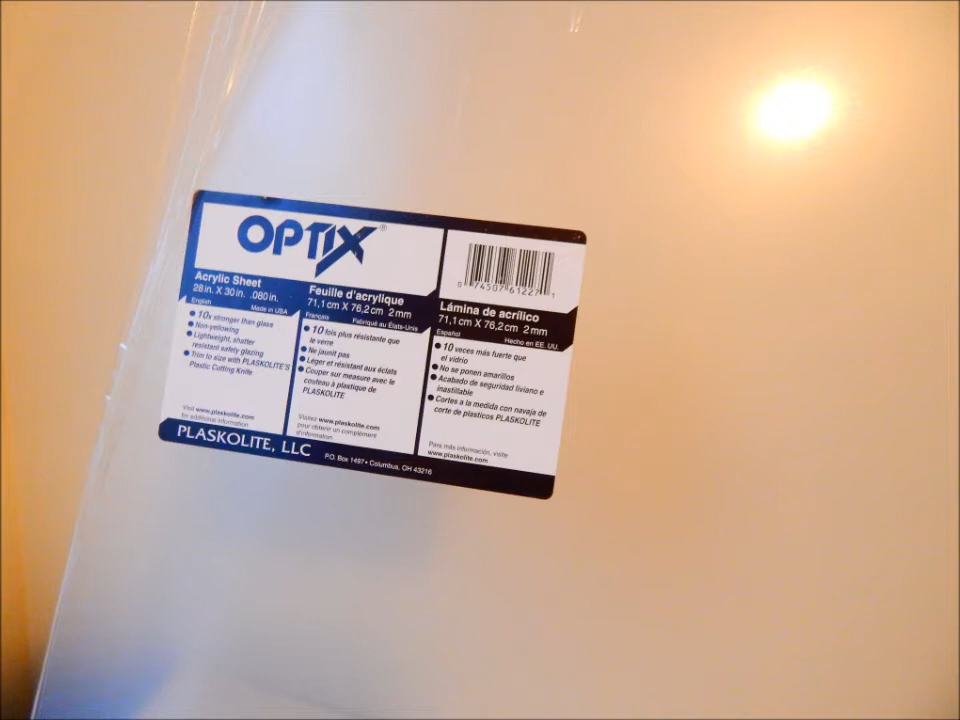 OPTIX®
0 74507 61227 1
Acrylic Sheet
28 in. X 30 in. .080 in.
English Made in USA
10x stronger than glass
Non-yellowing
Lightweight, shatter
resistant safety glazing
Trim to size with PLASKOLITE'S
Plastic Cutting Knife
Visit www.plaskolite.com
for additional information
Feuille d'acrylique
71,1 cm X 76,2 cm 2 mm
Français Fabriqué au États-Unis
10 fois plus résistante que
le verre
Ne jaunit pas
Léger et résistant aux éclats
Couper sur measure avec le
couteau à plastique de
PLASKOLITE
Visitez www.plaskolite.com
pour obtenir un complément
d'information
Lámina de acrílico
71,1 cm X 76,2 cm 2 mm
Español Hecho en EE. UU.
10 veces más fuerte que
el vidrio
No se ponen amarillos
Acabado de seguridad liviano e
inastillable
Cortes a la medida con navaja de
corte de plasticos PLASKOLITE
Para más información, visite
www.plaskolite.com
PLASKOLITE, LLC P.O. Box 1497 • Columbus, OH 43216